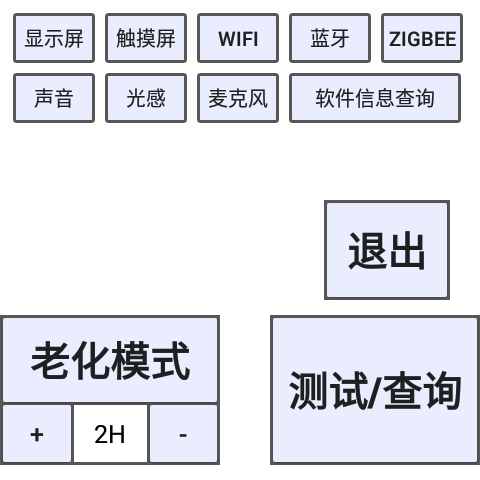 显示屏 触摸屏 WIFI 蓝牙 ZIGBEE
声音 光感 麦克风 软件信息查询
退出
老化模式
测试/查询
+ 2H -